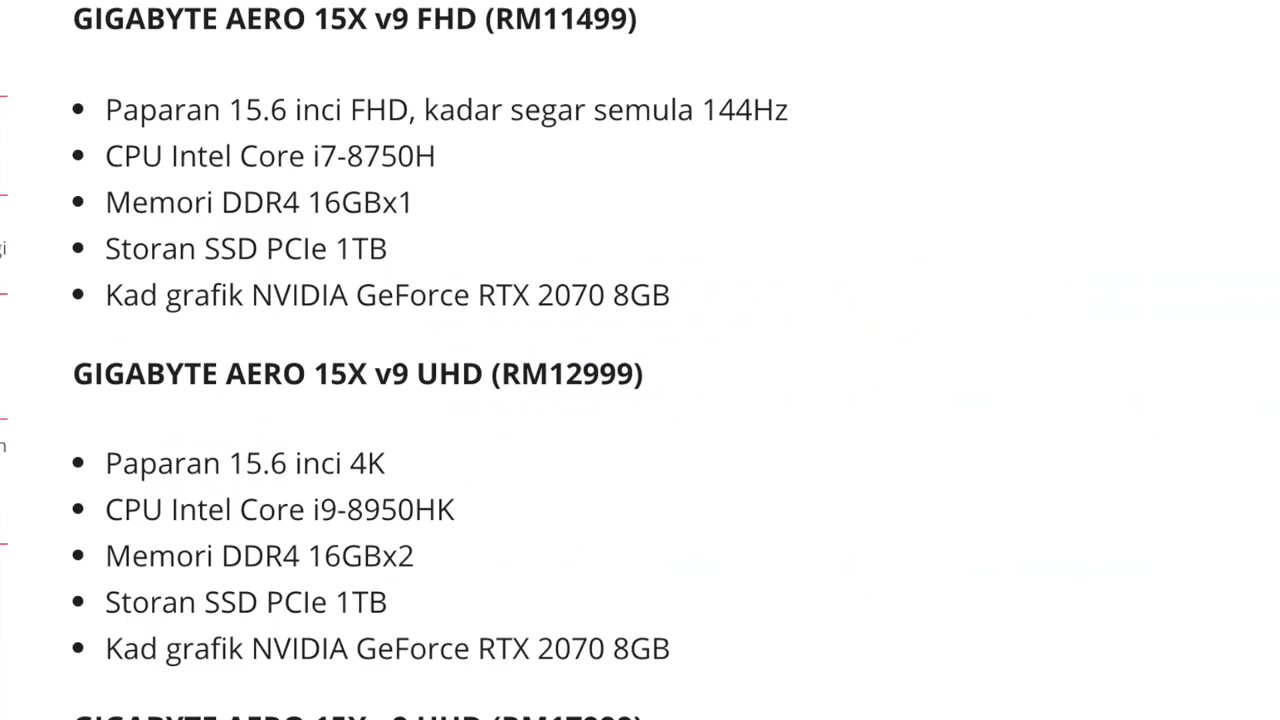 GIGABYTE AERO 15X v9 FHD (RM11499)
Paparan 15.6 inci FHD, kadar segar semula 144Hz
CPU Intel Core i7-8750H
Memori DDR4 16GBx1
gi
Storan SSD PCIe 1TB
Kad grafik NVIDIA GeForce RTX 2070 8GB
GIGABYTE AERO 15X v9 UHD (RM12999)
n
Paparan 15.6 inci 4K
CPU Intel Core i9-8950HK
Memori DDR4 16GBx2
Storan SSD PCIe 1TB
Kad grafik NVIDIA GeForce RTX 2070 8GB